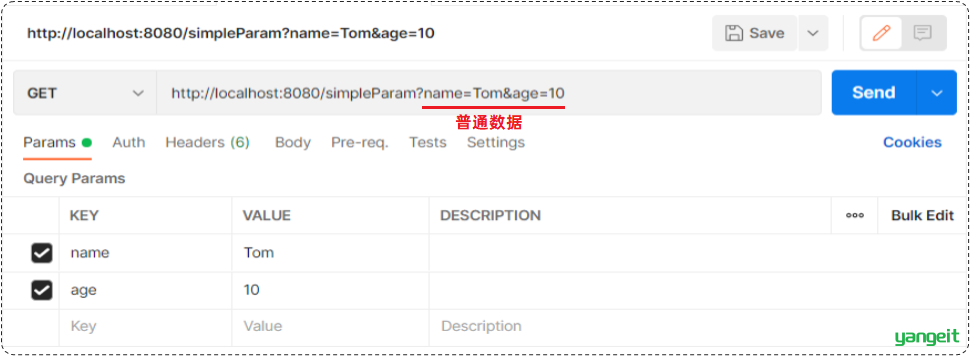 http://localhost:8080/simpleParam?name=Tom&age=10 Save
GET http://localhost:8080/simpleParam?name=Tom&age=10 Send
普通数据
Params Auth Headers (6) Body Pre-req. Tests Settings Cookies
Query Params
KEY VALUE DESCRIPTION ooo Bulk Edit
name Tom
age 10
Key Value Description
yangeit